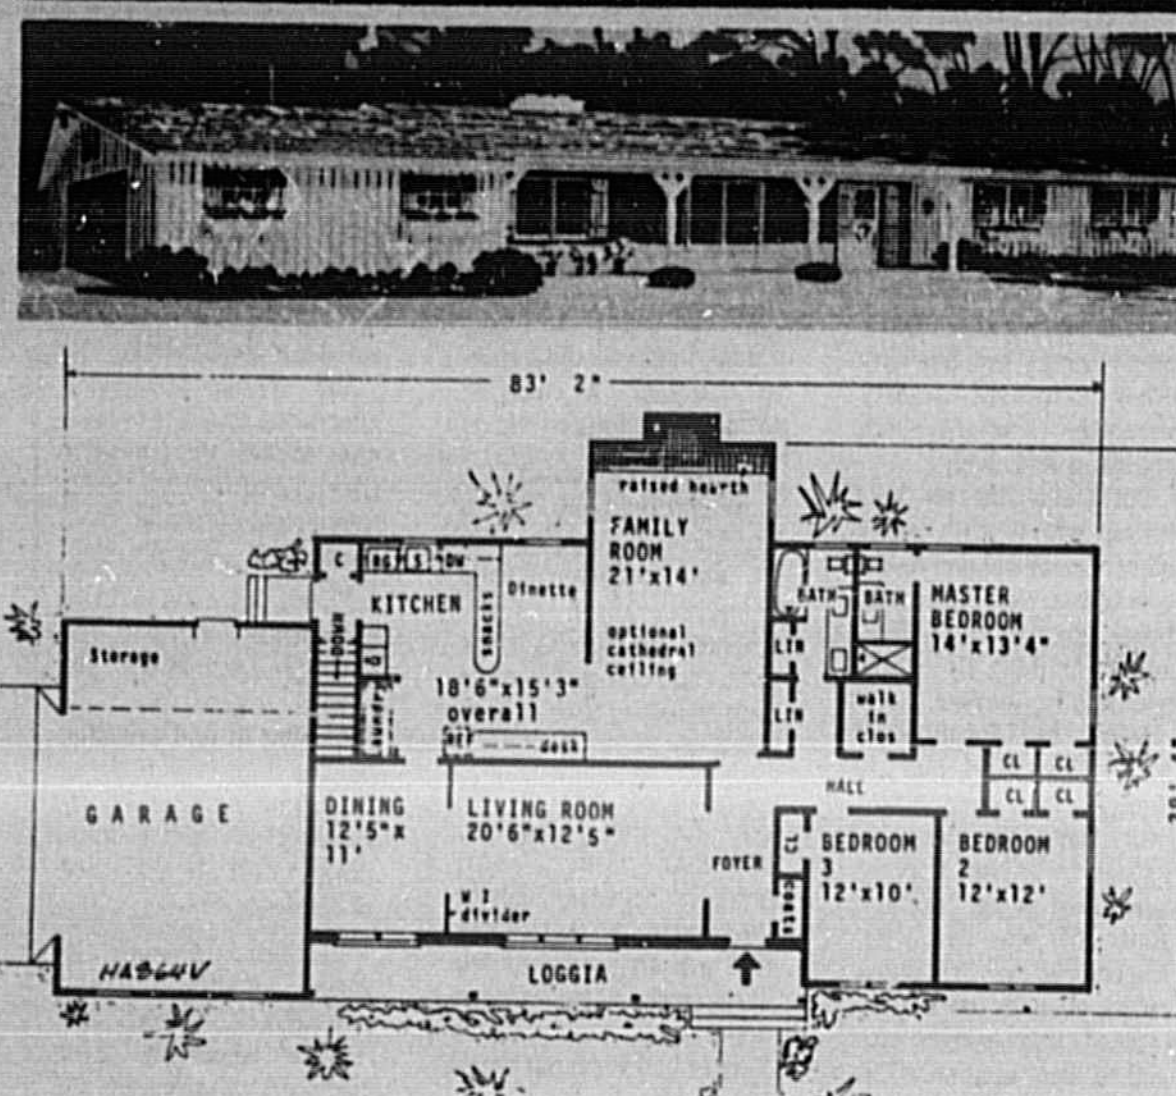 83' 2"
raised hearth
FAMILY
ROOM
21'x14'
optional
cathedral
ceiling
C
S
DW
Dinette
KITCHEN
snacks
DOWN
laundry
18'6"x15'3"
overall
desk
BATH
BATH
LIN
LIN
MASTER
BEDROOM
14'x13'4"
walk
in
clos
CL
CL
CL
CL
HALL
Storage
GARAGE
DINING
12'5"x
11'
LIVING ROOM
20'6"x12'5"
FOYER
CL
coats
BEDROOM
3
12'x10'
BEDROOM
2
12'x12'
W I
divider
LOGGIA
HA864V